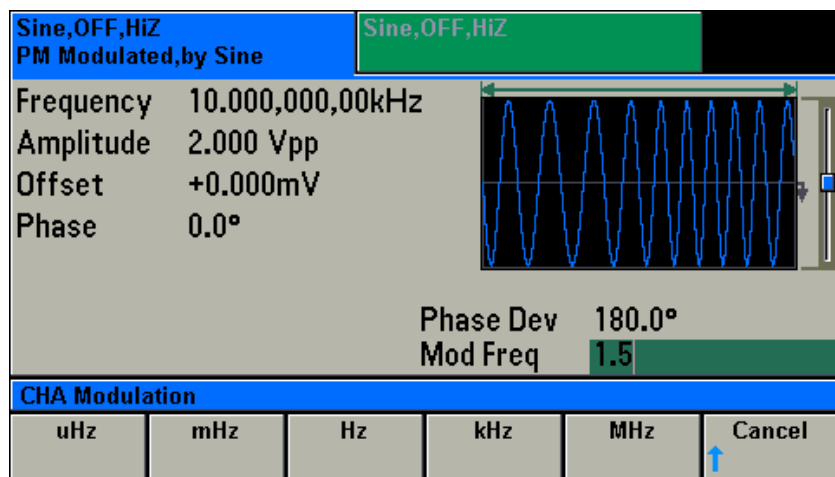 Sine,OFF,HiZ
PM Modulated,by Sine
Sine,OFF,HiZ
Frequency 10.000,000,00kHz
Amplitude 2.000 Vpp
Offset +0.000mV
Phase 0.0°
Phase Dev 180.0°
Mod Freq 1.5
CHA Modulation
uHz mHz Hz kHz MHz Cancel